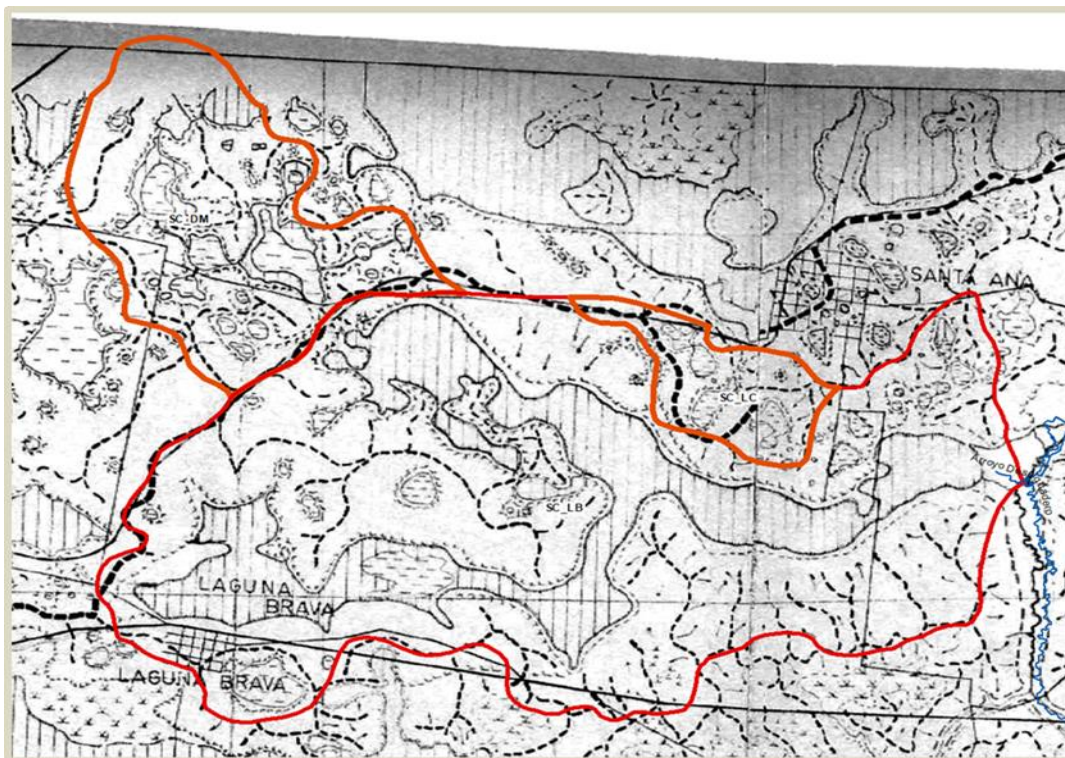 SC_DM
SANTA ANA
SC_LC
Arroyo
SC_LB
LAGUNA
BRAVA
LAGUNA BRAVA